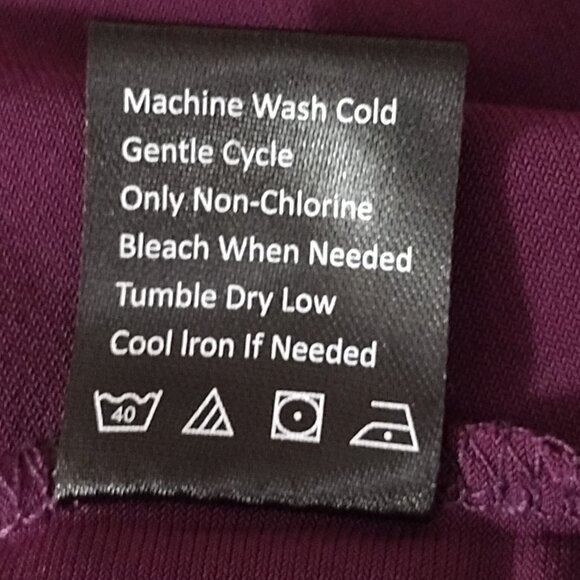 Machine Wash Cold
Gentle Cycle
Only Non-Chlorine
Bleach When Needed
Tumble Dry Low
Cool Iron If Needed
40